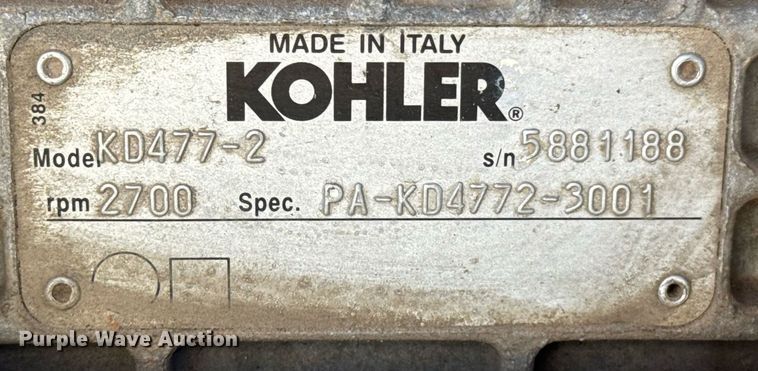 MADE IN ITALY
KOHLER®
384
Model KD477-2 s/n 5881188
rpm 2700 Spec. PA-KD4772-3001
Purple Wave Auction